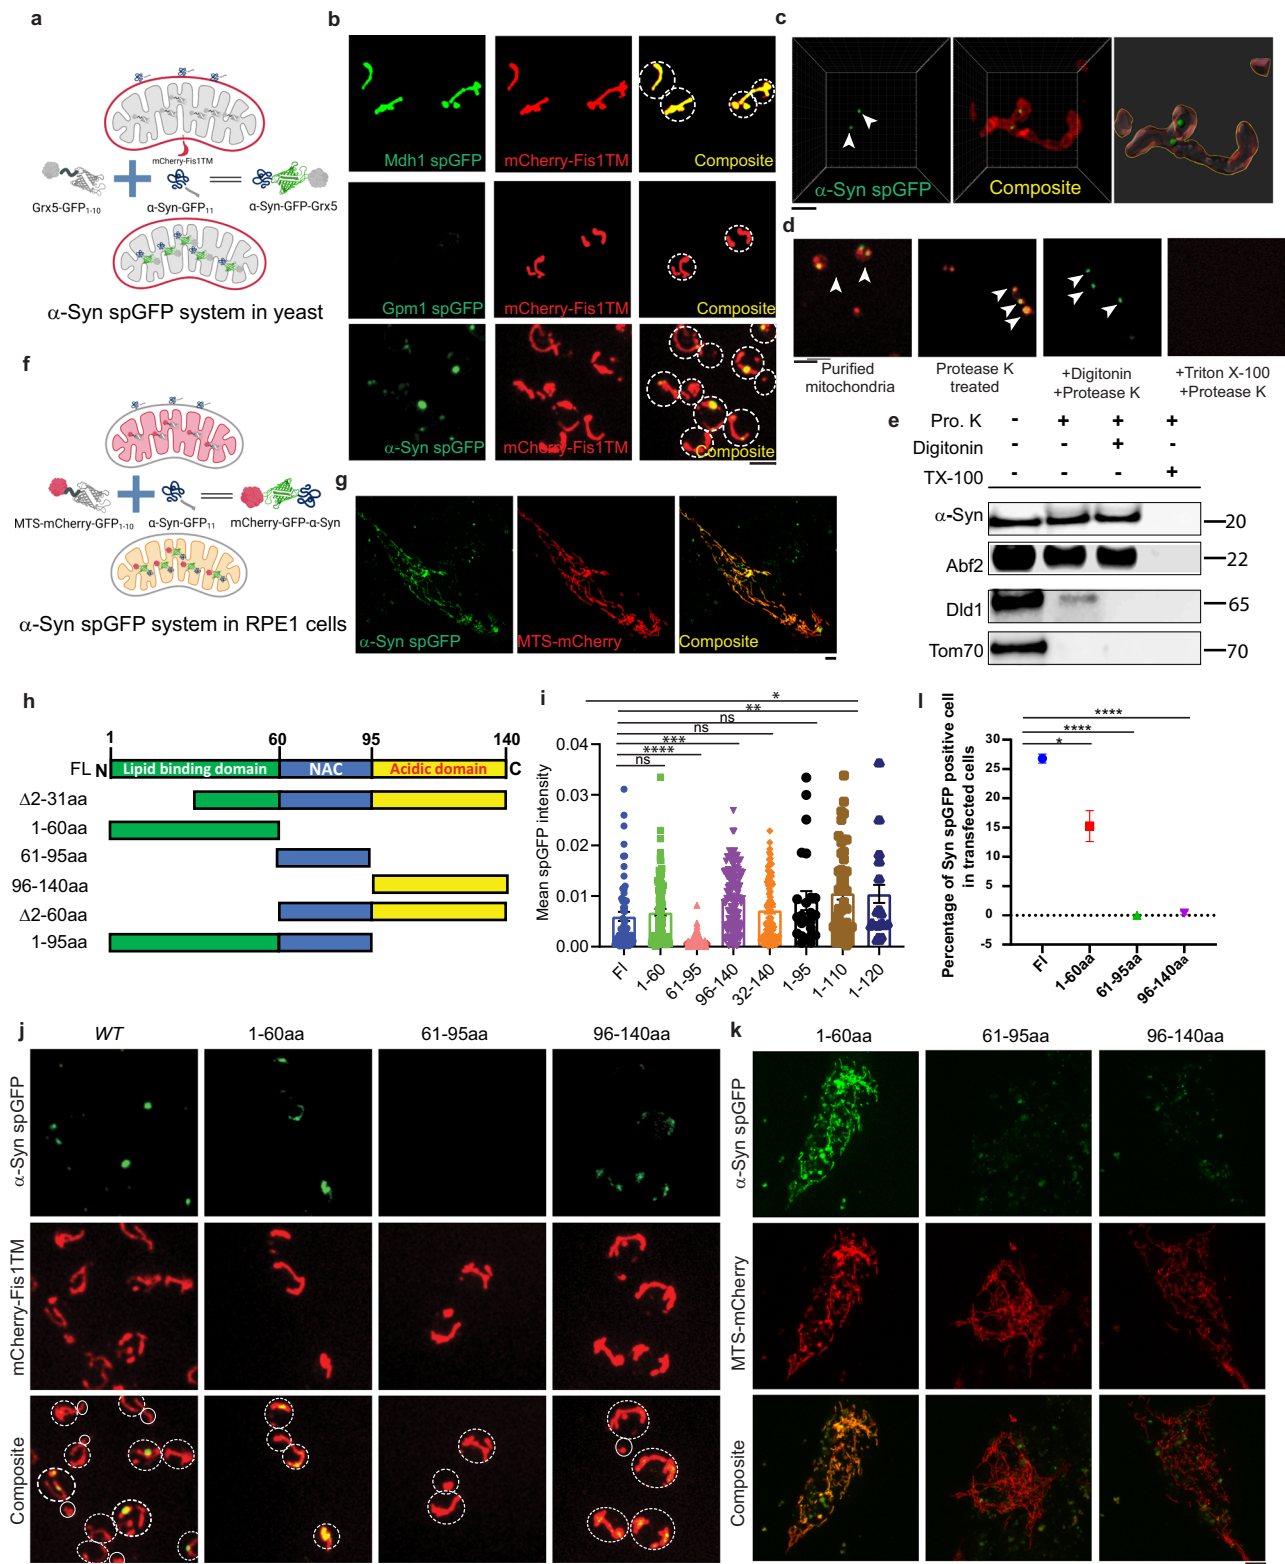 a
mCherry-Fis1TM
Grx5-GFP1-10
α-Syn-GFP11
α-Syn-GFP-Grx5
α-Syn spGFP system in yeast
b
Mdh1 spGFP
mCherry-Fis1TM
Composite
Gpm1 spGFP
mCherry-Fis1TM
Composite
α-Syn spGFP
mCherry-Fis1TM
Composite
c
α-Syn spGFP
Composite
d
Purified
mitochondria
Protease K
treated
+Digitonin
+Protease K
+Triton X-100
+Protease K
e
Pro. K - + + +
Digitonin - - + -
TX-100 - - - +
α-Syn 20
Abf2 22
Dld1 65
Tom70 70
f
MTS-mCherry-GFP1-10
α-Syn-GFP11
mCherry-GFP-α-Syn
α-Syn spGFP system in RPE1 cells
g
α-Syn spGFP
MTS-mCherry
Composite
h
1 60 95 140
FL N Lipid binding domain NAC Acidic domain C
Δ2-31aa
1-60aa
61-95aa
96-140aa
Δ2-60aa
1-95aa
i
*
**
ns
ns
***
****
ns
Mean spGFP intensity
0.04
0.03
0.02
0.01
0.00
Fl
1-60
61-95
96-140
32-140
1-95
1-110
1-120
l
****
****
*
Percentage of Syn spGFP positive cell
in transfected cells
30
25
20
15
10
5
0
-5
Fl
1-60aa
61-95aa
96-140aa
j
WT 1-60aa 61-95aa 96-140aa
α-Syn spGFP
mCherry-Fis1TM
Composite
k
1-60aa 61-95aa 96-140aa
α-Syn spGFP
MTS-mCherry
Composite